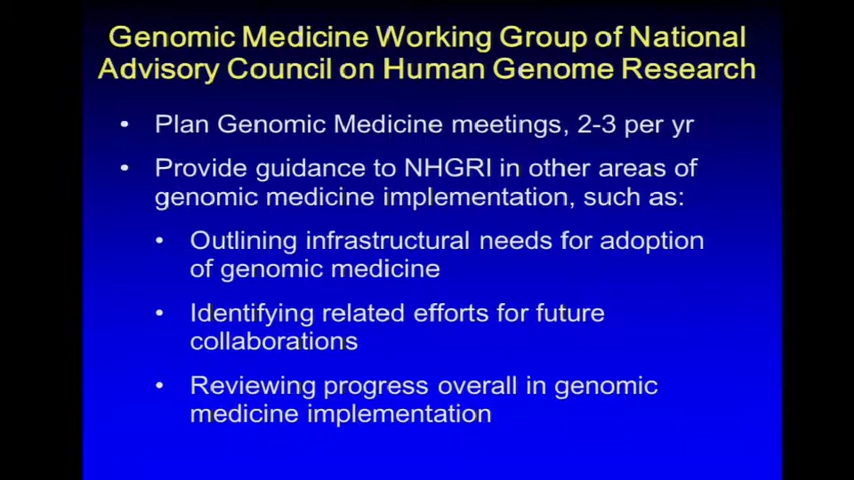 Genomic Medicine Working Group of National
Advisory Council on Human Genome Research
• Plan Genomic Medicine meetings, 2-3 per yr
• Provide guidance to NHGRI in other areas of
genomic medicine implementation, such as:
• Outlining infrastructural needs for adoption
of genomic medicine
• Identifying related efforts for future
collaborations
• Reviewing progress overall in genomic
medicine implementation